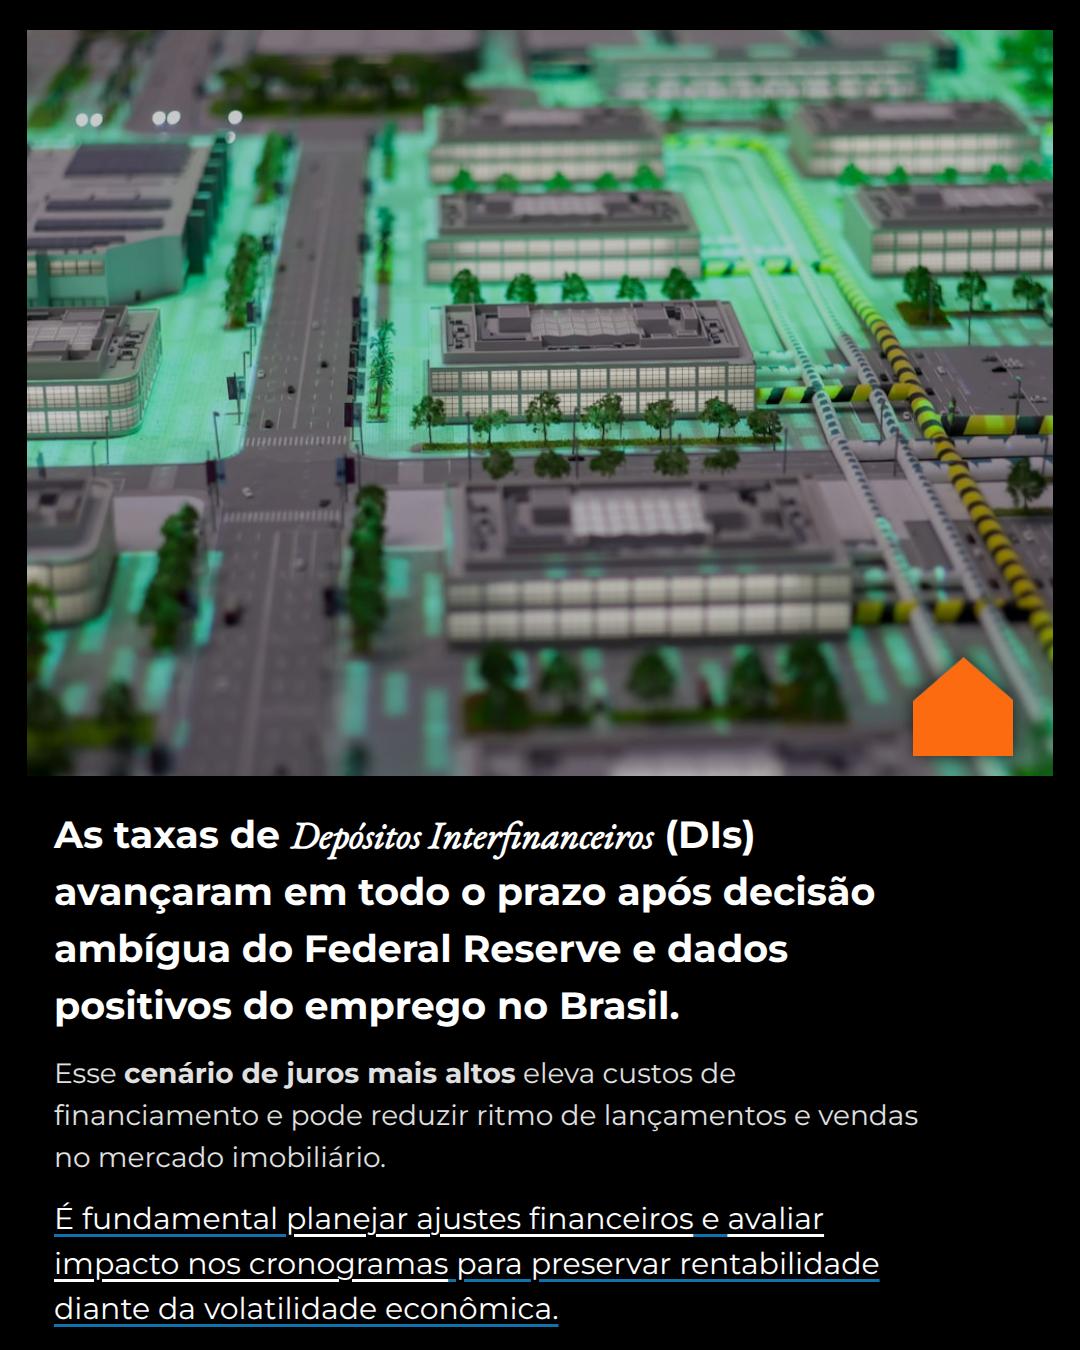 As taxas de Depósitos Interfinanceiros (DIs)
avançaram em todo o prazo após decisão
ambígua do Federal Reserve e dados
positivos do emprego no Brasil.
Esse cenário de juros mais altos eleva custos de
financiamento e pode reduzir ritmo de lançamentos e vendas
no mercado imobiliário.
É fundamental planejar ajustes financeiros e avaliar
impacto nos cronogramas para preservar rentabilidade
diante da volatilidade econômica.